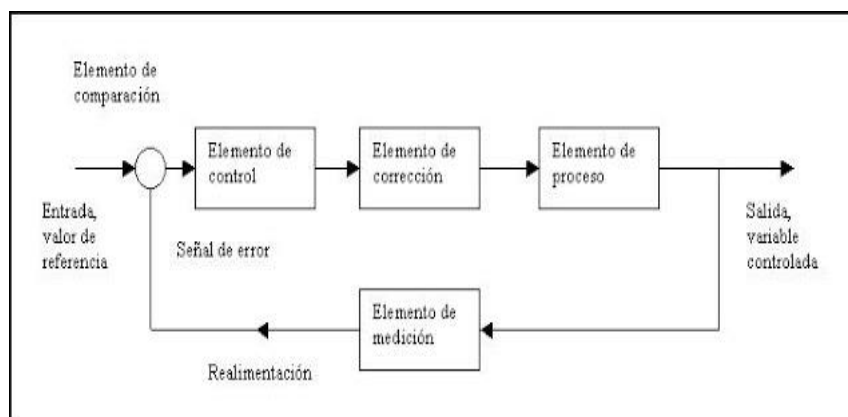 Elemento de
comparación
Elemento de
control
Elemento de
corrección
Elemento de
proceso
Entrada,
valor de
referencia
Señal de error
Salida,
variable
controlada
Elemento de
medición
Realimentación